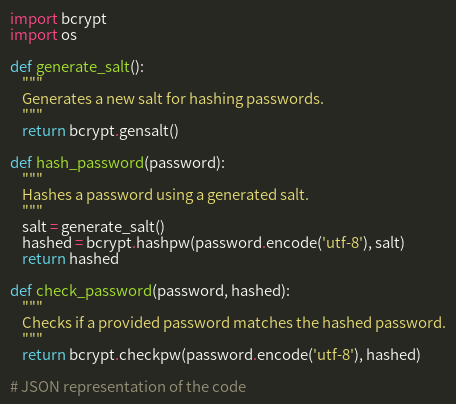 import bcrypt
import os
def generate_salt():
"""
Generates a new salt for hashing passwords.
"""
return bcrypt.gensalt()
def hash_password(password):
"""
Hashes a password using a generated salt.
"""
salt = generate_salt()
hashed = bcrypt.hashpw(password.encode('utf-8'), salt)
return hashed
def check_password(password, hashed):
"""
Checks if a provided password matches the hashed password.
"""
return bcrypt.checkpw(password.encode('utf-8'), hashed)
# JSON representation of the code